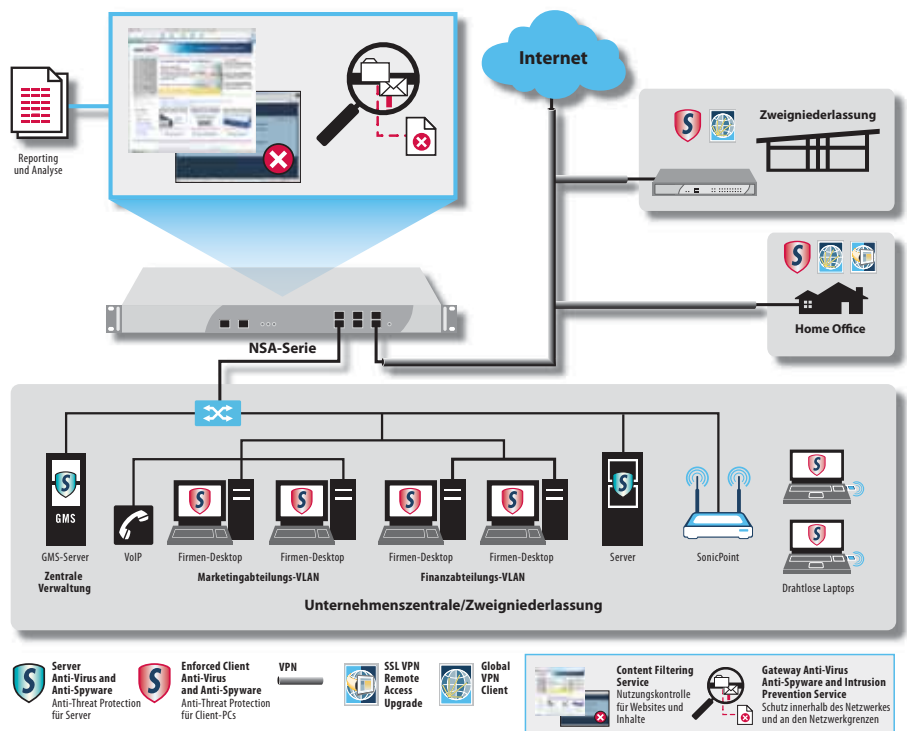 Internet
Zweigniederlassung
Reporting
und Analyse
S
S
Home Office
NSA-Serie
S
GMS
S
S
S
S
S
S
S
GMS-Server
VoIP
Firmen-Desktop
Firmen-Desktop
Firmen-Desktop
Firmen-Desktop
Server
SonicPoint
Drahtlose Laptops
Zentrale
Verwaltung
Marketingabteilungs-VLAN
Finanzabteilungs-VLAN
Unternehmenszentrale/Zweigniederlassung
S
Server
Anti-Virus and
Anti-Spyware
Anti-Threat Protection
für Server
S
Enforced Client
Anti-Virus
and Anti-Spyware
Anti-Threat Protection
für Client-PCs
VPN
SSL VPN
Remote
Access
Upgrade
Global
VPN
Client
Content Filtering
Service
Nutzungskontrolle
für Websites und
Inhalte
Gateway Anti-Virus
Anti-Spyware and Intrusion
Prevention Service
Schutz innerhalb des Netzwerkes
und an den Netzwerkgrenzen